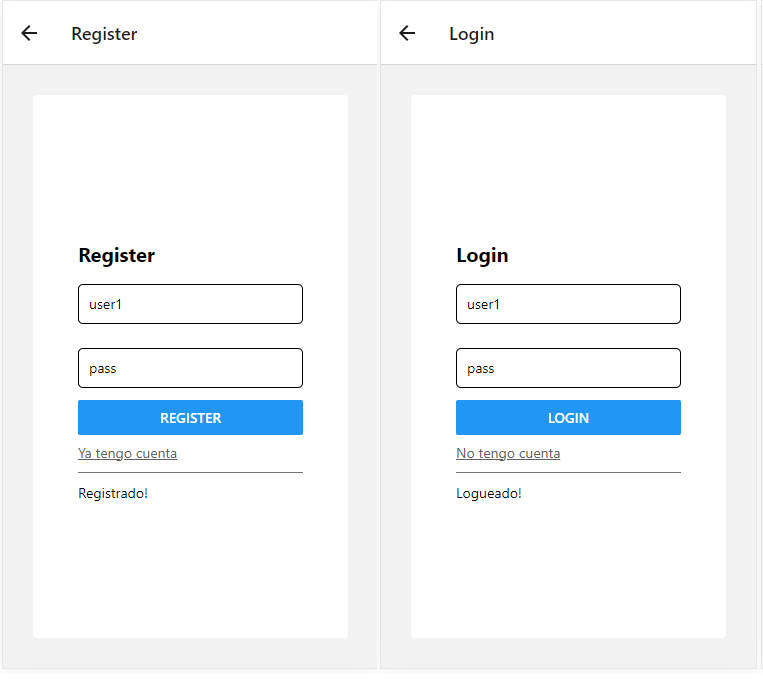 Register
Register
user1
pass
REGISTER
Ya tengo cuenta
Registrado!
Login
Login
user1
pass
LOGIN
No tengo cuenta
Logueado!